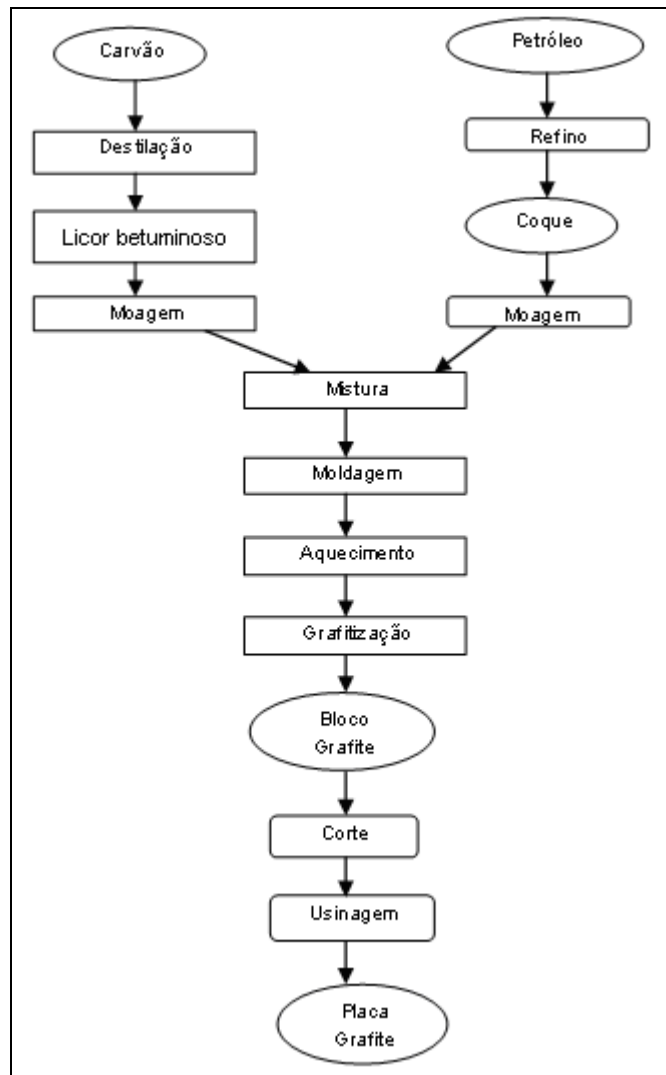 Carvão
Destilação
Licor betuminoso
Moagem
Petróleo
Refino
Coque
Moagem
Mistura
Moldagem
Aquecimento
Grafitização
Bloco
Grafite
Corte
Usinagem
Placa
Grafite